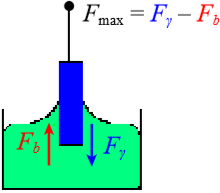 F_max = F_γ – F_b
F_b
F_γ